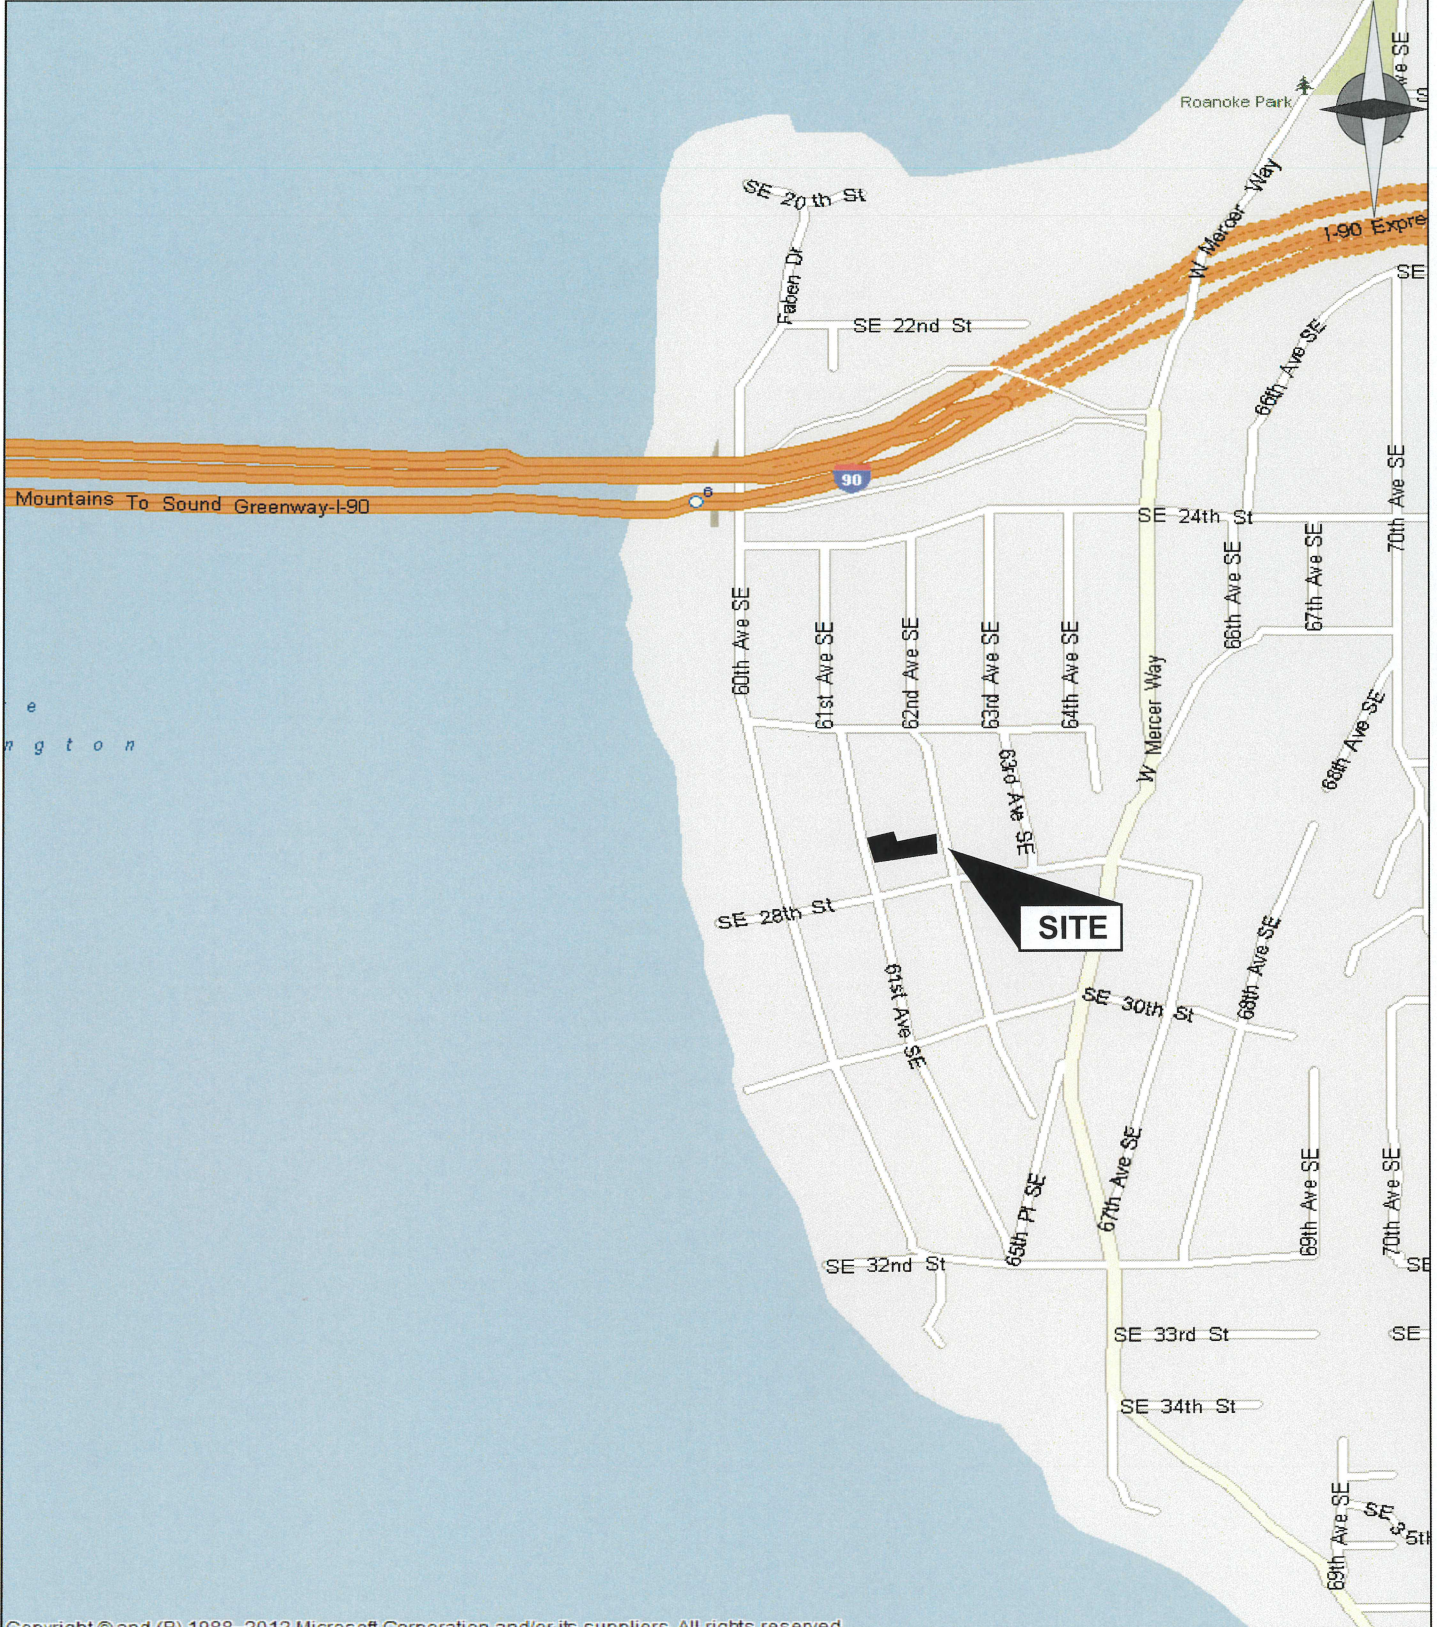 Roanoke Park
SE 20th St
W Mercer Way
I-90 Expre
Faben Dr
SE
SE 22nd St
66th Ave SE
90
6
Mountains To Sound Greenway-I-90
SE 24th St
70th Ave SE
60th Ave SE
61st Ave SE
62nd Ave SE
63rd Ave SE
64th Ave SE
66th Ave SE
67th Ave SE
W Mercer Way
68th Ave SE
e
n g t o n
63rd Ave SE
SE 28th St
SITE
61st Ave SE
68th Ave SE
SE 30th St
65th Pl SE
67th Ave SE
69th Ave SE
70th Ave SE
SE 32nd St
SE
SE 33rd St
SE
SE 34th St
69th Ave SE
SE 35th